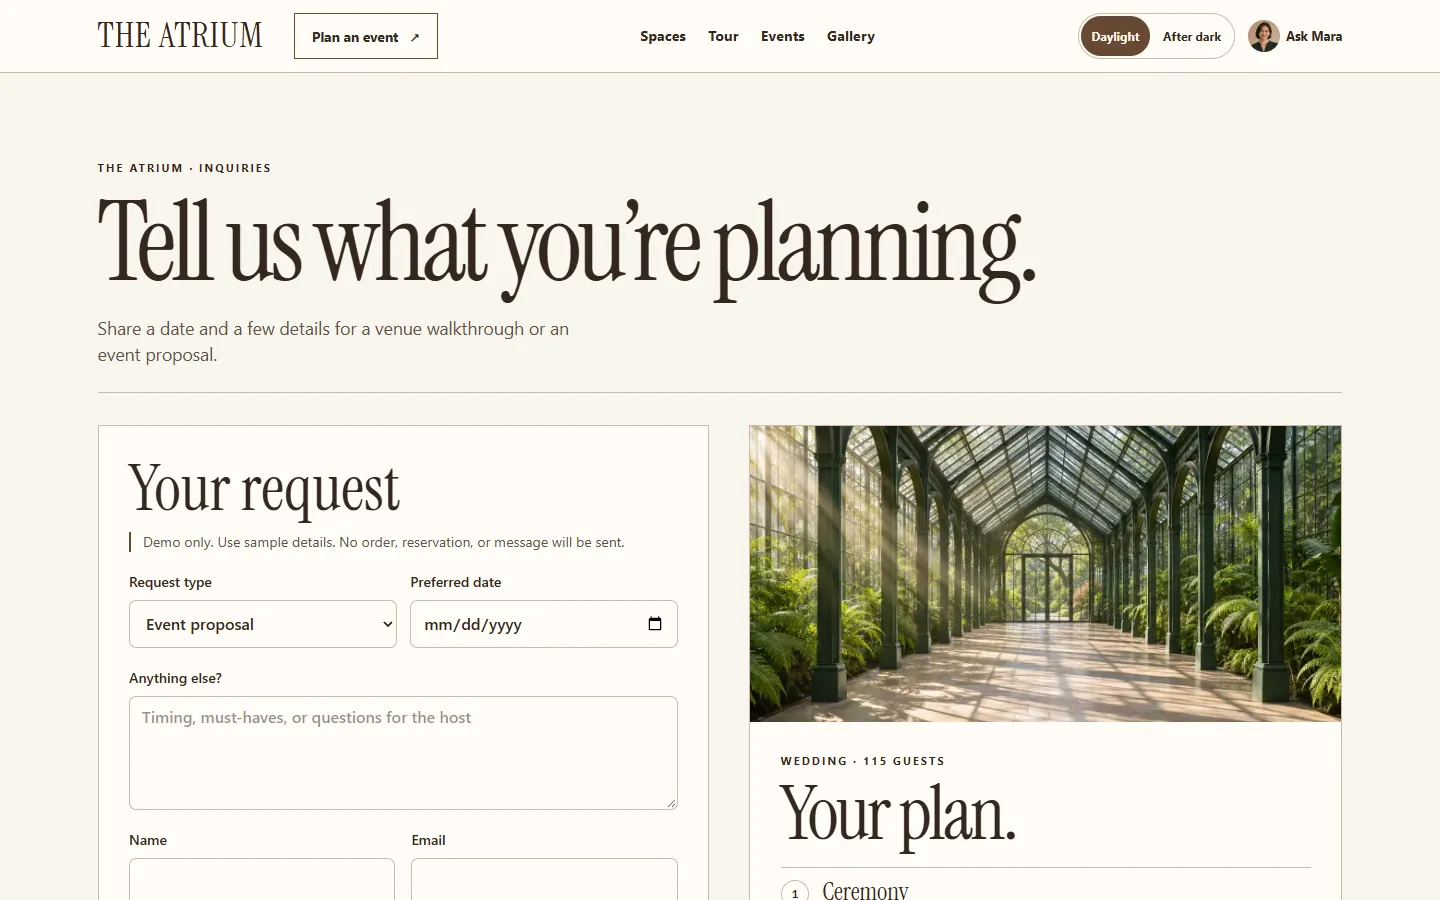 THE ATRIUM
Plan an event ↗
Spaces
Tour
Events
Gallery
Daylight
After dark
Ask Mara
THE ATRIUM · INQUIRIES
Tell us what you’re planning.
Share a date and a few details for a venue walkthrough or an
event proposal.
Your request
Demo only. Use sample details. No order, reservation, or message will be sent.
Request type
Preferred date
Event proposal
mm/dd/yyyy
Anything else?
Timing, must-haves, or questions for the host
Name
Email
WEDDING · 115 GUESTS
Your plan.
1
Ceremony